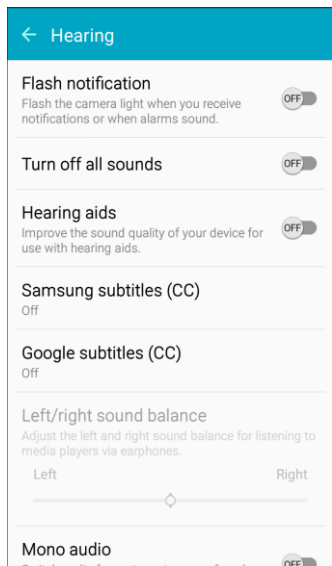 Hearing
Flash notification
Flash the camera light when you receive
notifications or when alarms sound.
OFF
Turn off all sounds
OFF
Hearing aids
Improve the sound quality of your device for
use with hearing aids.
OFF
Samsung subtitles (CC)
Off
Google subtitles (CC)
Off
Left/right sound balance
Adjust the left and right sound balance for listening to
media players via earphones.
Left Right
Mono audio
OFF